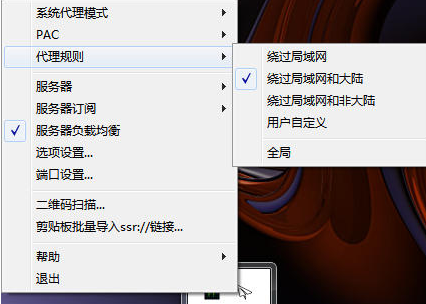 系统代理模式
PAC
代理规则
服务器
服务器订阅
服务器负载均衡
选项设置...
端口设置...
二维码扫描...
剪贴板批量导入ssr://链接...
帮助
退出
绕过局域网
绕过局域网和大陆
绕过局域网和非大陆
用户自定义
全局